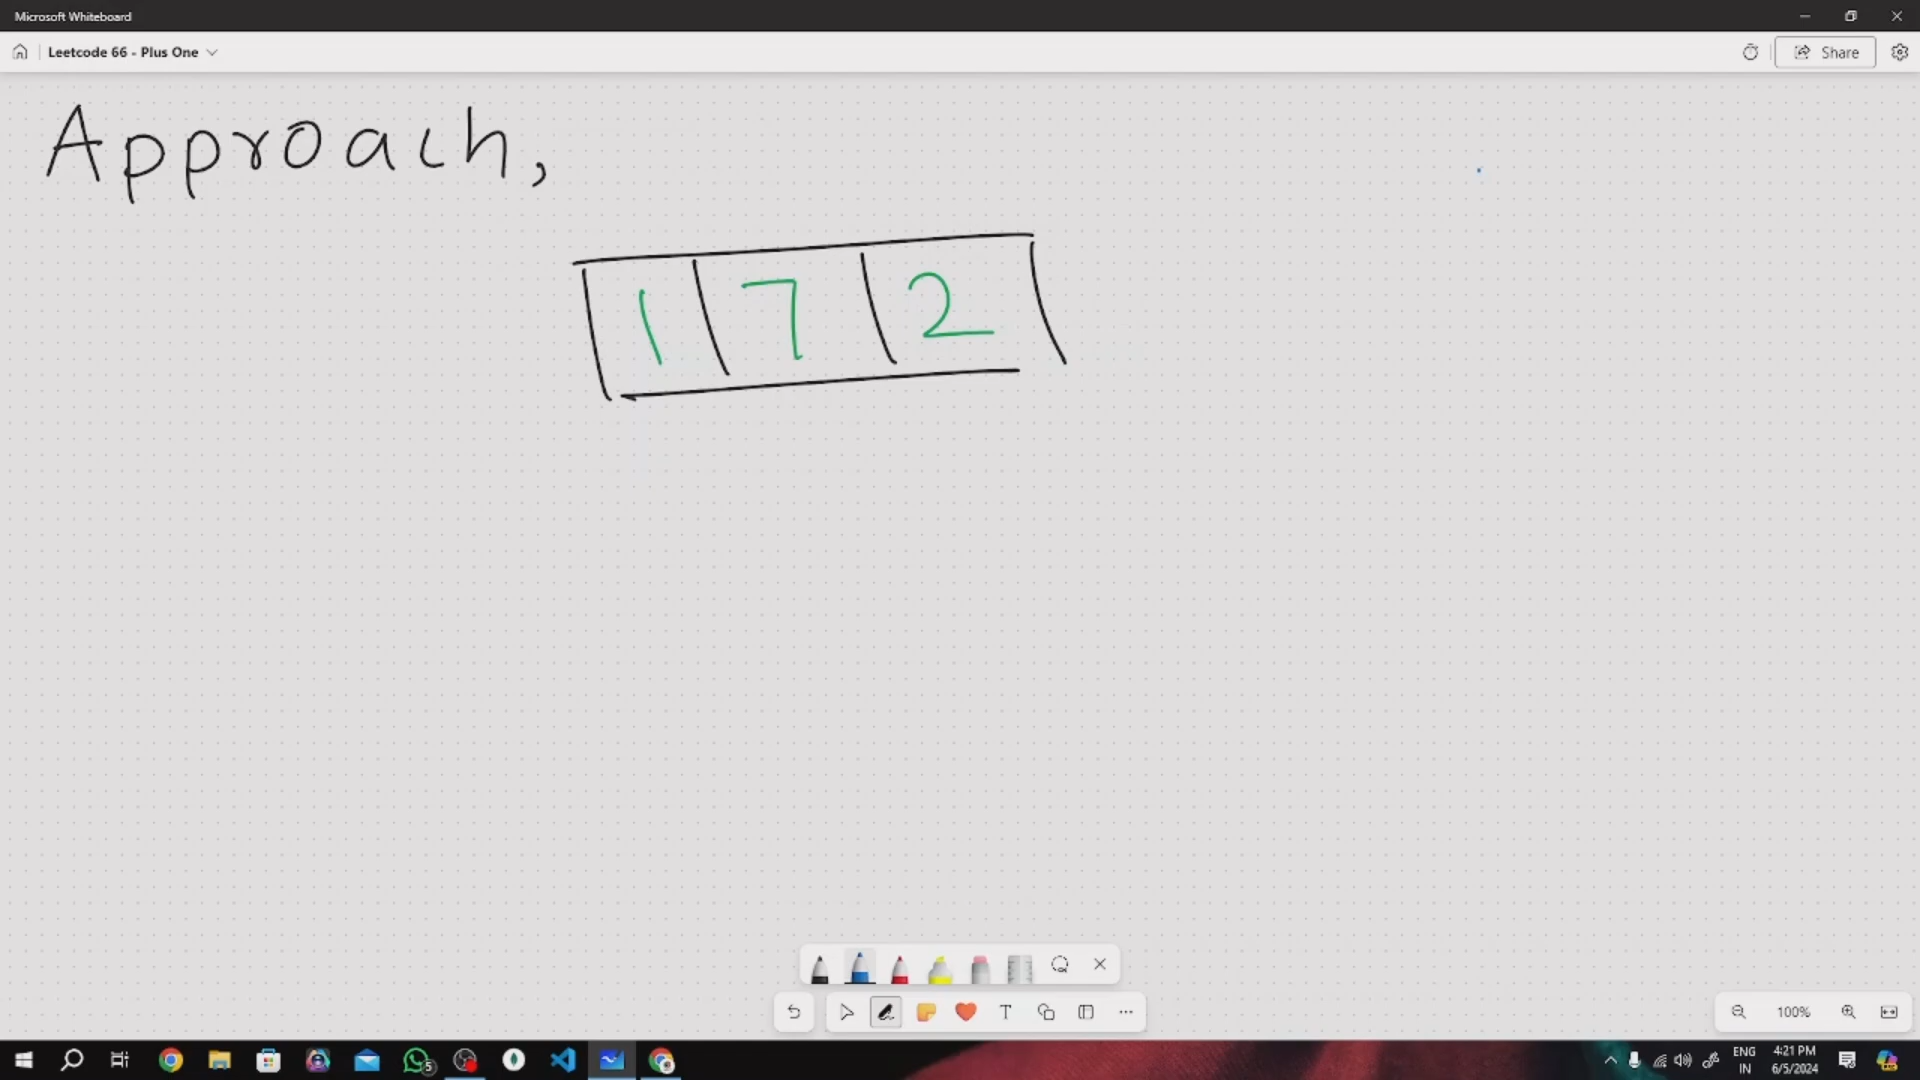 Microsoft Whiteboard
Leetcode 66 - Plus One
Share
Approach,
1 7 2
T
100%
5
ENG
IN
4:21 PM
6/5/2024